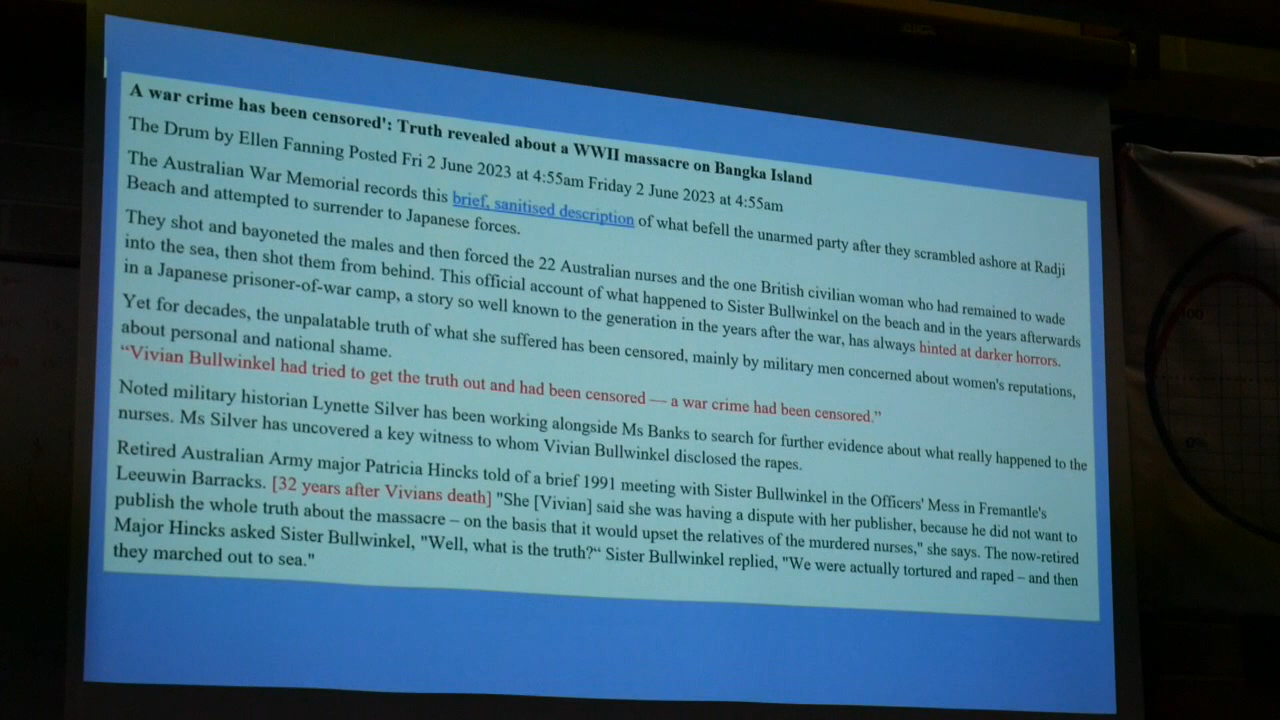 A war crime has been censored': Truth revealed about a WWII massacre on Bangka Island
The Drum by Ellen Fanning Posted Fri 2 June 2023 at 4:55am Friday 2 June 2023 at 4:55am
The Australian War Memorial records this brief, sanitised description of what befell the unarmed party after they scrambled ashore at Radji
Beach and attempted to surrender to Japanese forces.
They shot and bayoneted the males and then forced the 22 Australian nurses and the one British civilian woman who had remained to wade
into the sea, then shot them from behind. This official account of what happened to Sister Bullwinkel on the beach and in the years afterwards
in a Japanese prisoner-of-war camp, a story so well known to the generation in the years after the war, has always hinted at darker horrors.
Yet for decades, the unpalatable truth of what she suffered has been censored, mainly by military men concerned about women's reputations,
about personal and national shame.
“Vivian Bullwinkel had tried to get the truth out and had been censored — a war crime had been censored.”
Noted military historian Lynette Silver has been working alongside Ms Banks to search for further evidence about what really happened to the
nurses. Ms Silver has uncovered a key witness to whom Vivian Bullwinkel disclosed the rapes.
Retired Australian Army major Patricia Hincks told of a brief 1991 meeting with Sister Bullwinkel in the Officers' Mess in Fremantle's
Leeuwin Barracks. [32 years after Vivians death] "She [Vivian] said she was having a dispute with her publisher, because he did not want to
publish the whole truth about the massacre – on the basis that it would upset the relatives of the murdered nurses," she says. The now-retired
Major Hincks asked Sister Bullwinkel, "Well, what is the truth?“ Sister Bullwinkel replied, "We were actually tortured and raped – and then
they marched out to sea."
00
0%